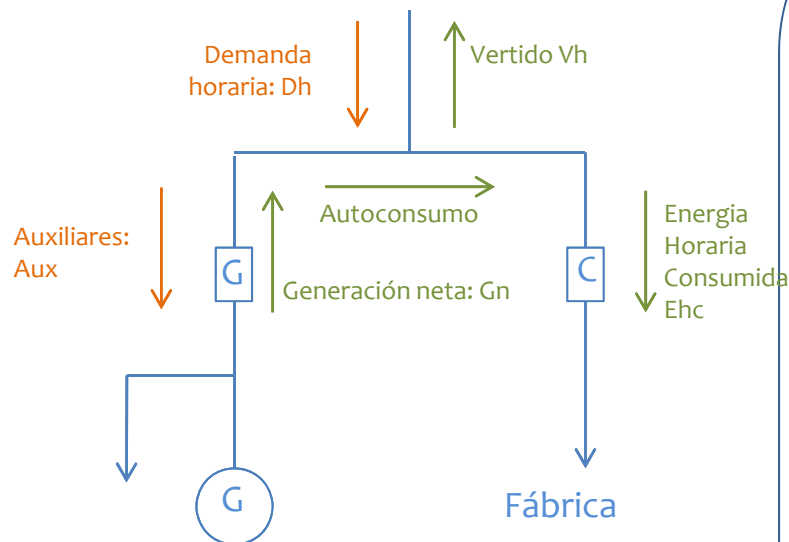 Demanda
horaria: Dh
Vertido Vh
Auxiliares:
Aux
Autoconsumo
G
Generación neta: Gn
C
Energia
Horaria
Consumida
Ehc
G
Fábrica